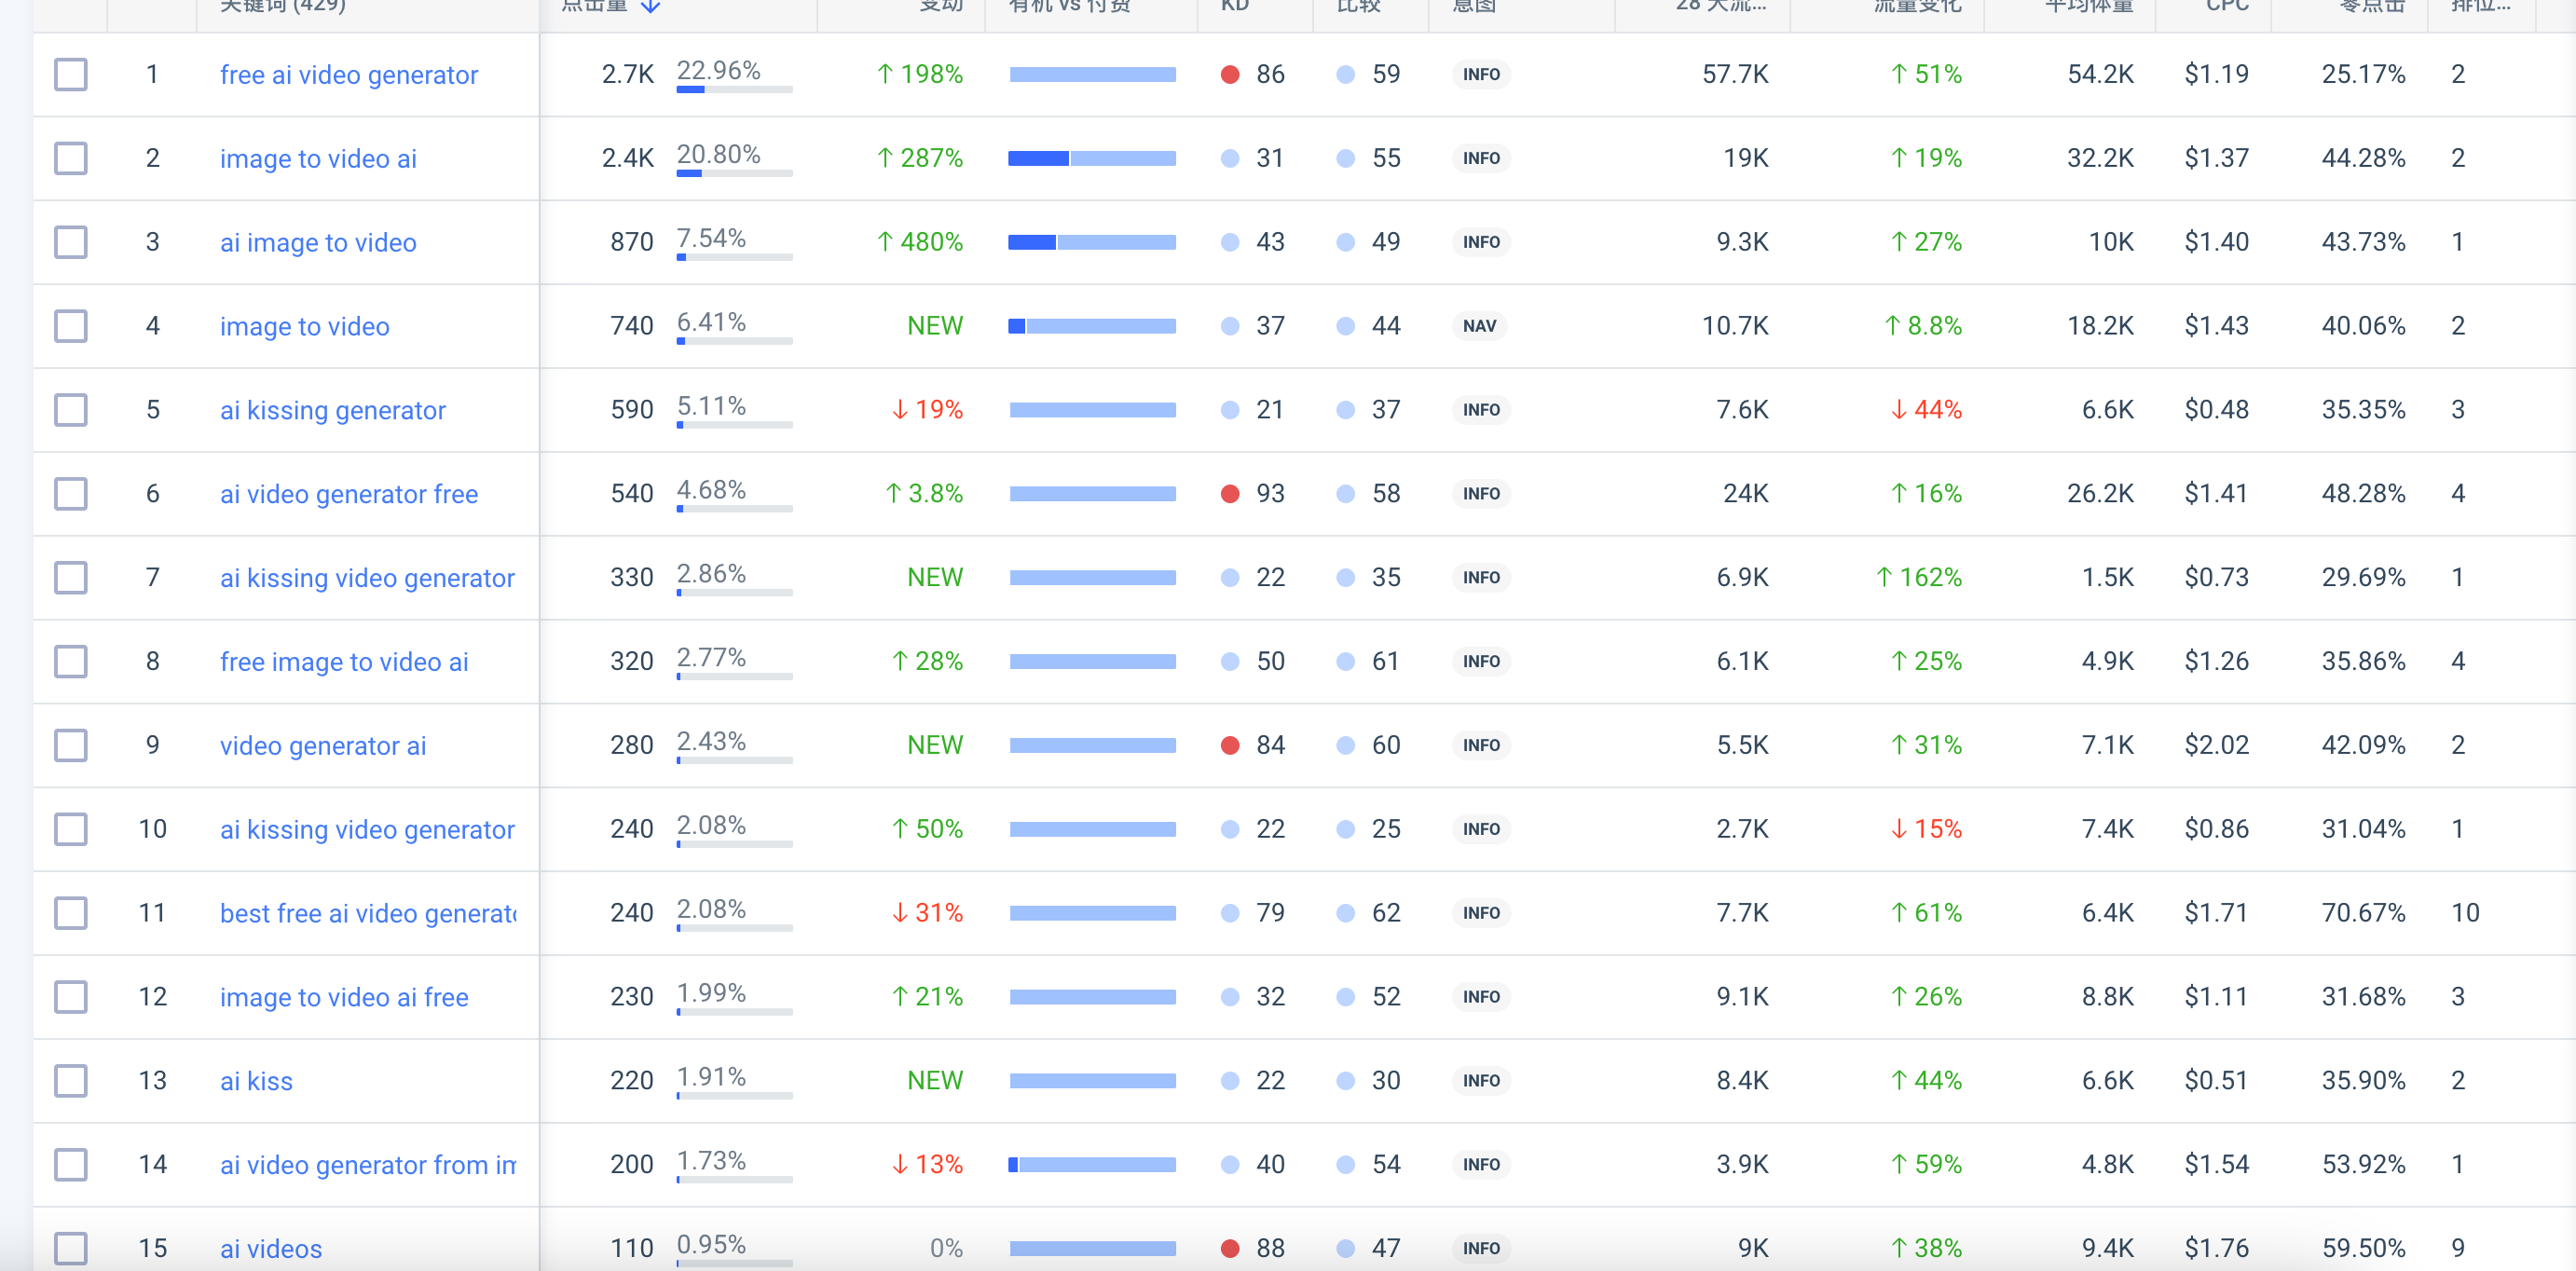 关键词 (429) 点击量 变动 有机 vs 付费 KD 比较 意图 28 天流... 流量变化 平均体量 CPC 零点击 排位...
1 free ai video generator 2.7K 22.96% ↑ 198% 86 59 INFO 57.7K ↑ 51% 54.2K $1.19 25.17% 2
2 image to video ai 2.4K 20.80% ↑ 287% 31 55 INFO 19K ↑ 19% 32.2K $1.37 44.28% 2
3 ai image to video 870 7.54% ↑ 480% 43 49 INFO 9.3K ↑ 27% 10K $1.40 43.73% 1
4 image to video 740 6.41% NEW 37 44 NAV 10.7K ↑ 8.8% 18.2K $1.43 40.06% 2
5 ai kissing generator 590 5.11% ↓ 19% 21 37 INFO 7.6K ↓ 44% 6.6K $0.48 35.35% 3
6 ai video generator free 540 4.68% ↑ 3.8% 93 58 INFO 24K ↑ 16% 26.2K $1.41 48.28% 4
7 ai kissing video generator 330 2.86% NEW 22 35 INFO 6.9K ↑ 162% 1.5K $0.73 29.69% 1
8 free image to video ai 320 2.77% ↑ 28% 50 61 INFO 6.1K ↑ 25% 4.9K $1.26 35.86% 4
9 video generator ai 280 2.43% NEW 84 60 INFO 5.5K ↑ 31% 7.1K $2.02 42.09% 2
10 ai kissing video generator 240 2.08% ↑ 50% 22 25 INFO 2.7K ↓ 15% 7.4K $0.86 31.04% 1
11 best free ai video generat 240 2.08% ↓ 31% 79 62 INFO 7.7K ↑ 61% 6.4K $1.71 70.67% 10
12 image to video ai free 230 1.99% ↑ 21% 32 52 INFO 9.1K ↑ 26% 8.8K $1.11 31.68% 3
13 ai kiss 220 1.91% NEW 22 30 INFO 8.4K ↑ 44% 6.6K $0.51 35.90% 2
14 ai video generator from 200 1.73% ↓ 13% 40 54 INFO 3.9K ↑ 59% 4.8K $1.54 53.92% 1
15 ai videos 110 0.95% 0% 88 47 INFO 9K ↑ 38% 9.4K $1.76 59.50% 9